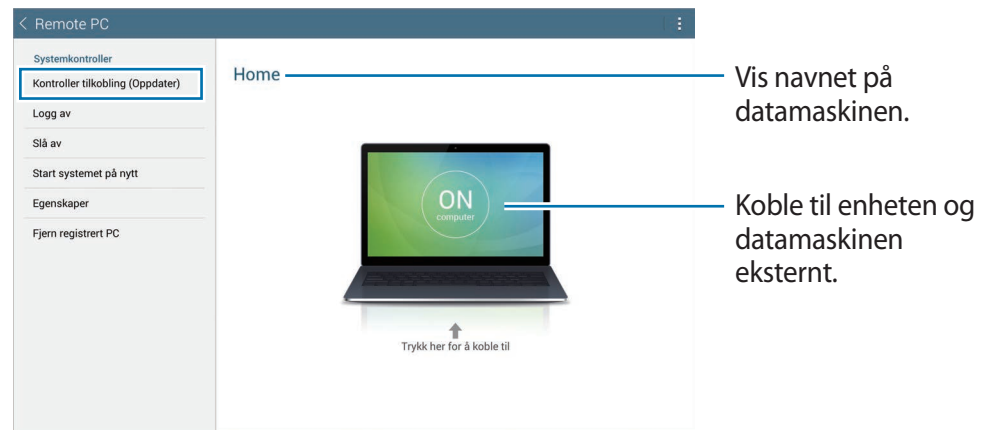 Remote PC
Systemkontroller
Kontroller tilkobling (Oppdater)
Logg av
Slå av
Start systemet på nytt
Egenskaper
Fjern registrert PC
Home
ON
computer
Trykk her for å koble til
Vis navnet på
datamaskinen.
Koble til enheten og
datamaskinen
eksternt.